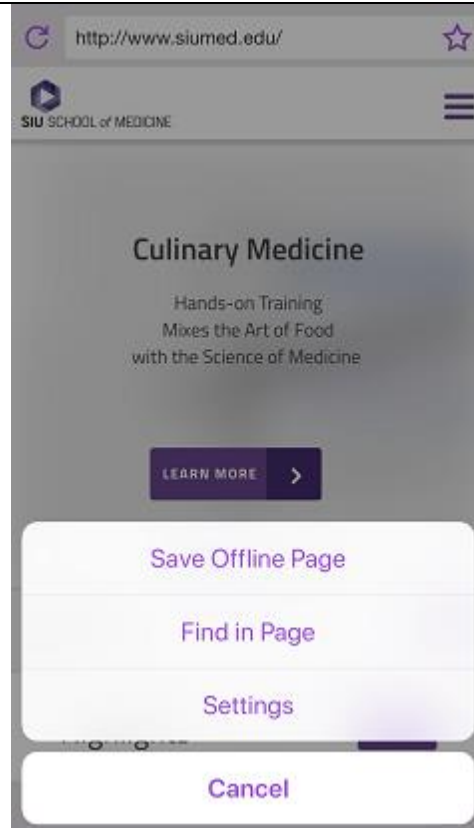 http://www.siumed.edu/
SIU SCHOOL of MEDICINE
Culinary Medicine
Hands-on Training
Mixes the Art of Food
with the Science of Medicine
LEARN MORE
Save Offline Page
Find in Page
Settings
Cancel